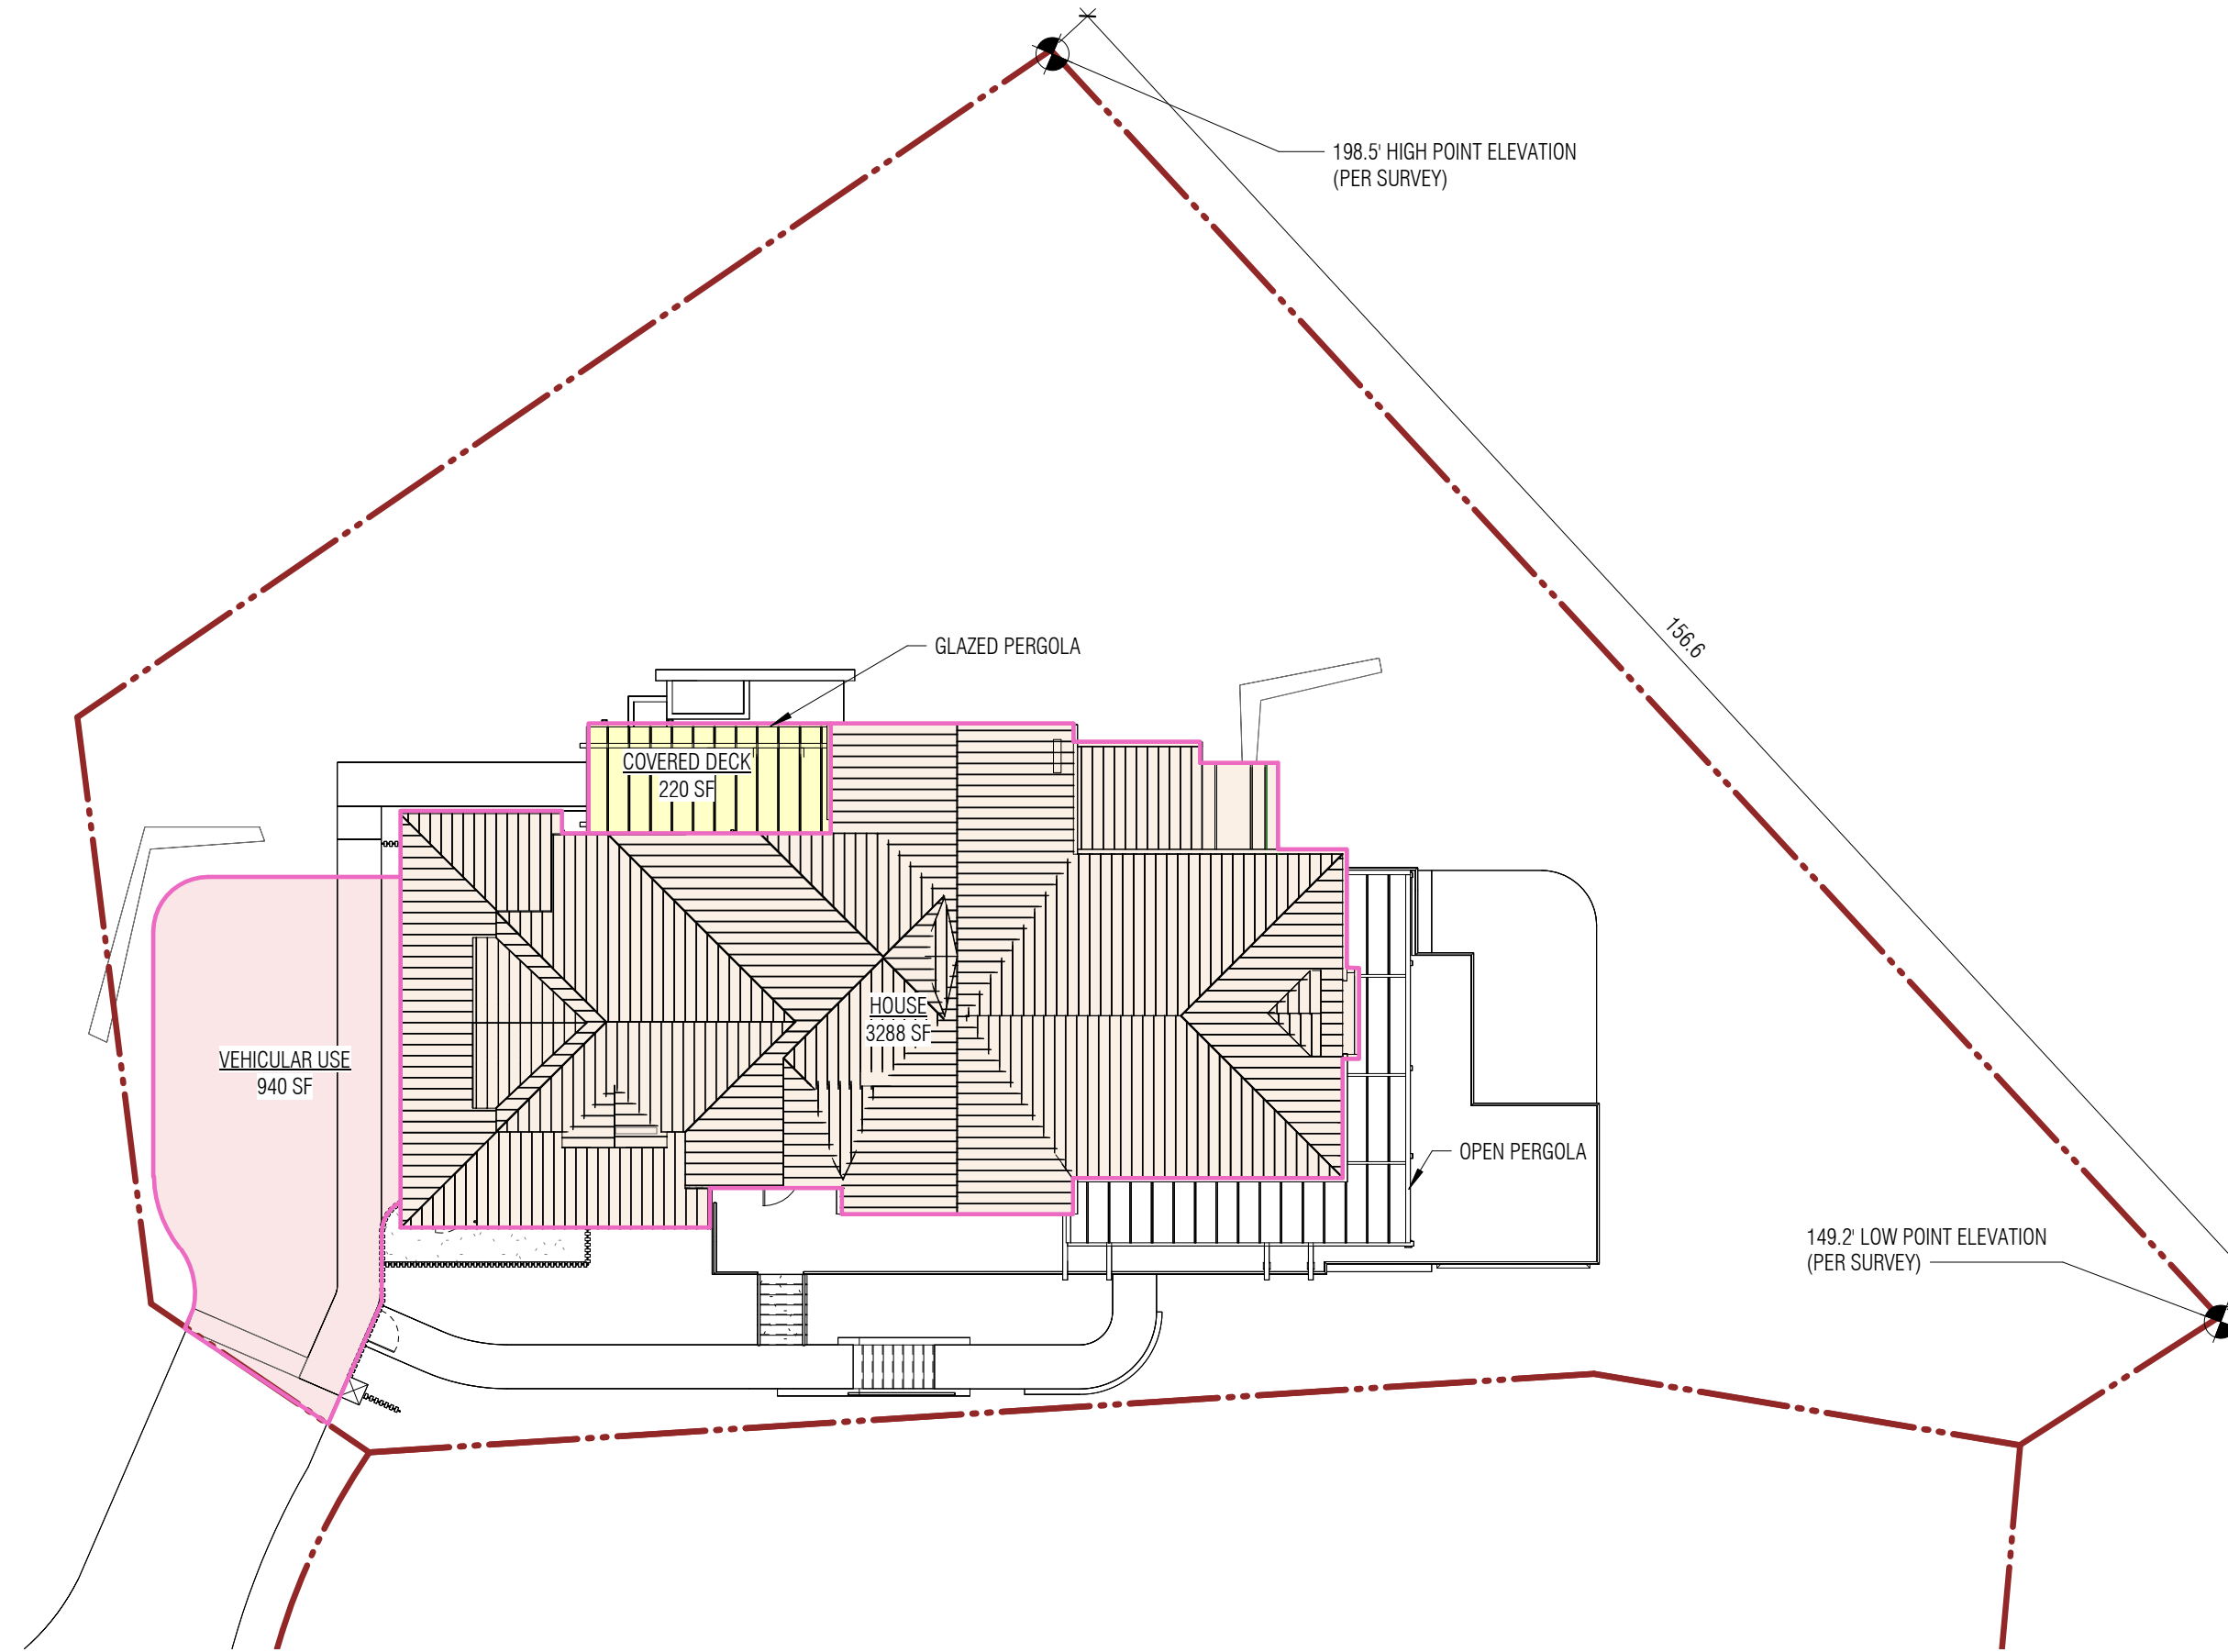 198.5' HIGH POINT ELEVATION
(PER SURVEY)
156.6
GLAZED PERGOLA
COVERED DECK
220 SF
HOUSE
3288 SF
VEHICULAR USE
940 SF
OPEN PERGOLA
149.2' LOW POINT ELEVATION
(PER SURVEY)